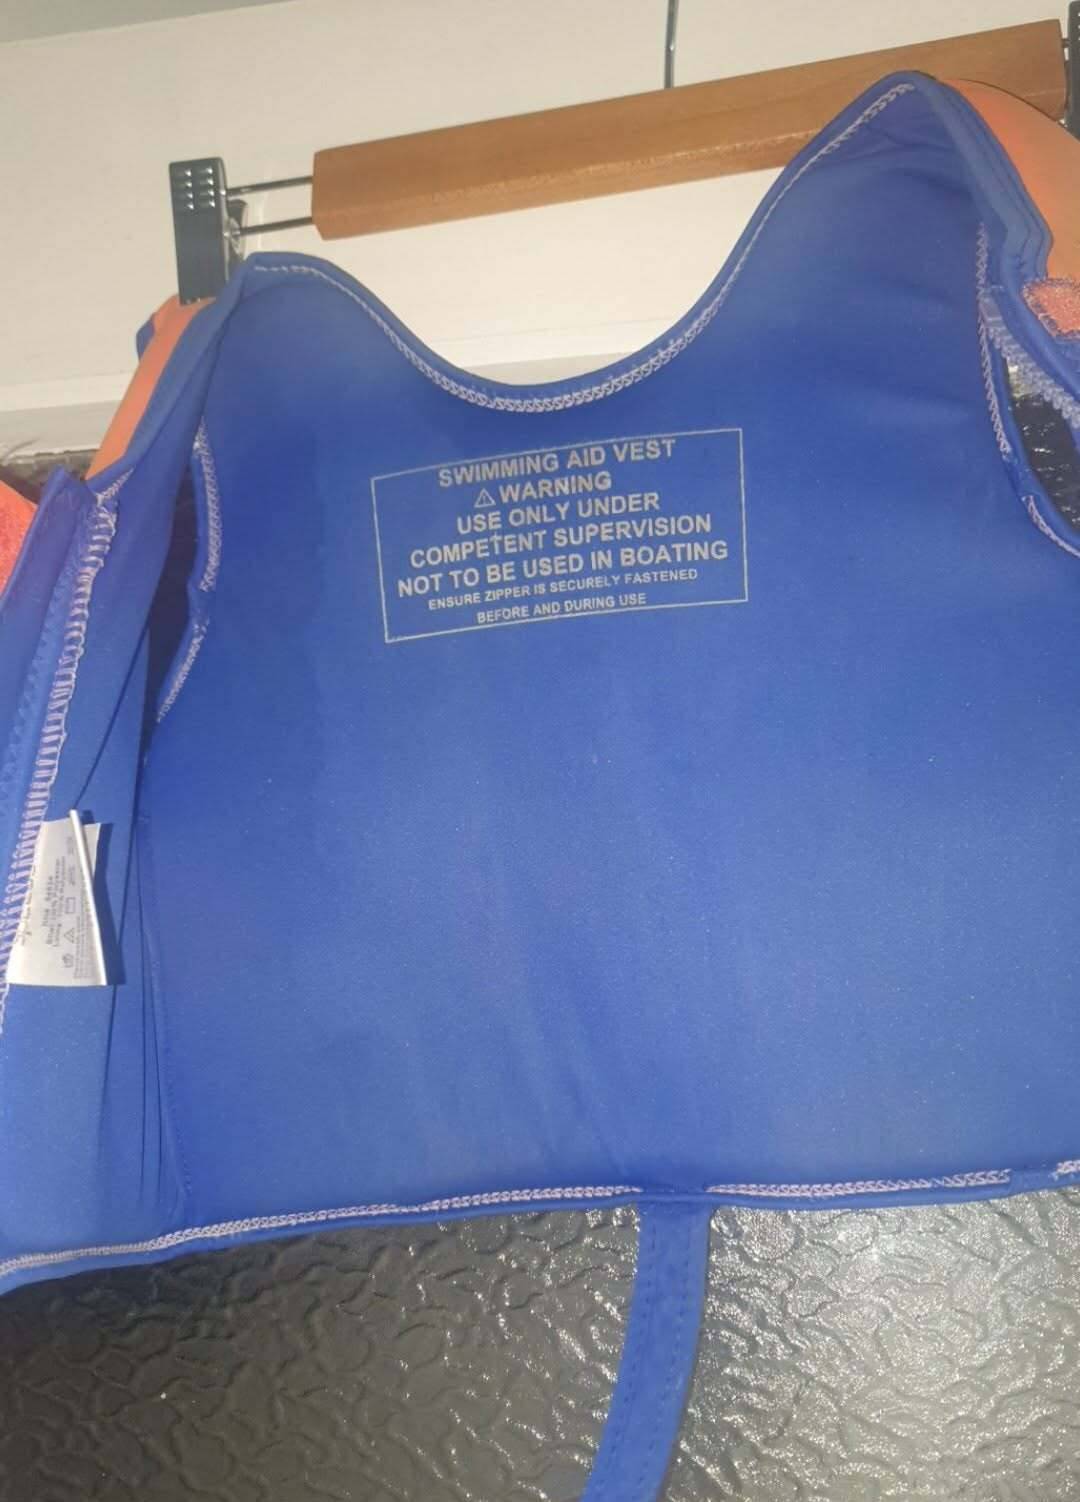 SWIMMING AID VEST
⚠ WARNING
USE ONLY UNDER
COMPETENT SUPERVISION
NOT TO BE USED IN BOATING
ENSURE ZIPPER IS SECURELY FASTENED
BEFORE AND DURING USE